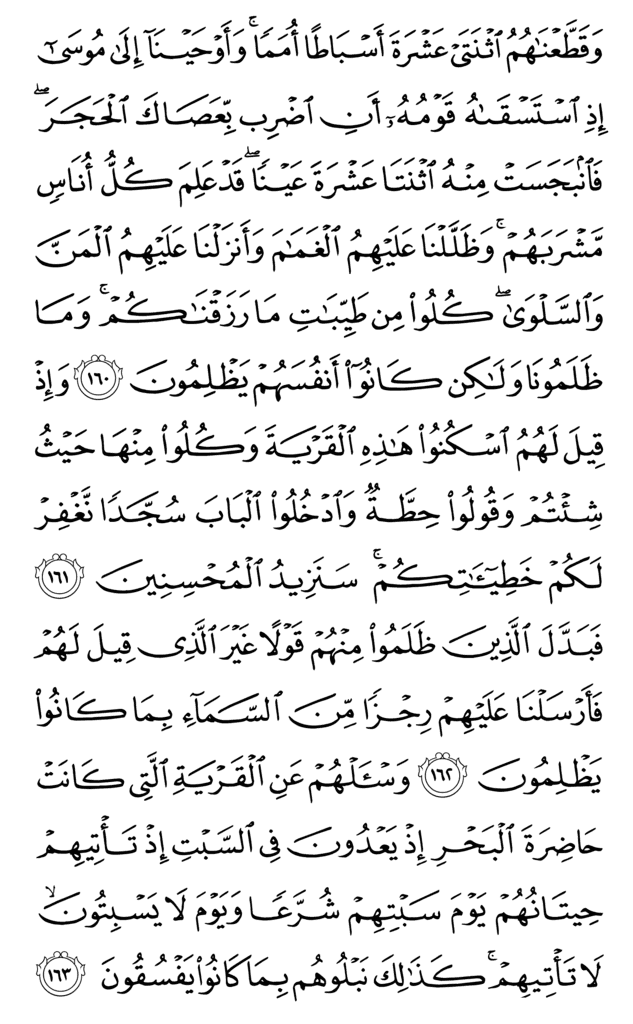 وَقَطَّعْنَٰهُمُ ٱثْنَتَىْ عَشْرَةَ أَسْبَاطًا أُمَمًا ۚ وَأَوْحَيْنَآ إِلَىٰ مُوسَىٰٓ
إِذِ ٱسْتَسْقَىٰهُ قَوْمُهُۥٓ أَنِ ٱضْرِب بِّعَصَاكَ ٱلْحَجَرَ ۖ
فَٱنۢبَجَسَتْ مِنْهُ ٱثْنَتَا عَشْرَةَ عَيْنًا ۖ قَدْ عَلِمَ كُلُّ أُنَاسٍ
مَّشْرَبَهُمْ ۚ وَظَلَّلْنَا عَلَيْهِمُ ٱلْغَمَٰمَ وَأَنزَلْنَا عَلَيْهِمُ ٱلْمَنَّ
وَٱلسَّلْوَىٰ ۖ كُلُوا۟ مِن طَيِّبَٰتِ مَا رَزَقْنَٰكُمْ ۚ وَمَا
ظَلَمُونَا وَلَٰكِن كَانُوٓا۟ أَنفُسَهُمْ يَظْلِمُونَ ١٦٠ وَإِذْ
قِيلَ لَهُمُ ٱسْكُنُوا۟ هَٰذِهِ ٱلْقَرْيَةَ وَكُلُوا۟ مِنْهَا حَيْثُ
شِئْتُمْ وَقُولُوا۟ حِطَّةٌ وَٱدْخُلُوا۟ ٱلْبَابَ سُجَّدًا نَّغْفِرْ
لَكُمْ خَطِيٓـَٰٔتِكُمْ ۚ سَنَزِيدُ ٱلْمُحْسِنِينَ ١٦١
فَبَدَّلَ ٱلَّذِينَ ظَلَمُوا۟ مِنْهُمْ قَوْلًا غَيْرَ ٱلَّذِى قِيلَ لَهُمْ
فَأَرْسَلْنَا عَلَيْهِمْ رِجْزًا مِّنَ ٱلسَّمَآءِ بِمَا كَانُوا۟
يَظْلِمُونَ ١٦٢ وَسْـَٔلْهُمْ عَنِ ٱلْقَرْيَةِ ٱلَّتِى كَانَتْ
حَاضِرَةَ ٱلْبَحْرِ إِذْ يَعْدُونَ فِى ٱلسَّبْتِ إِذْ تَأْتِيهِمْ
حِيتَانُهُمْ يَوْمَ سَبْتِهِمْ شُرَّعًا وَيَوْمَ لَا يَسْبِتُونَ ۙ
لَا تَأْتِيهِمْ ۚ كَذَٰلِكَ نَبْلُوهُم بِمَا كَانُوا۟ يَفْسُقُونَ ١٦٣